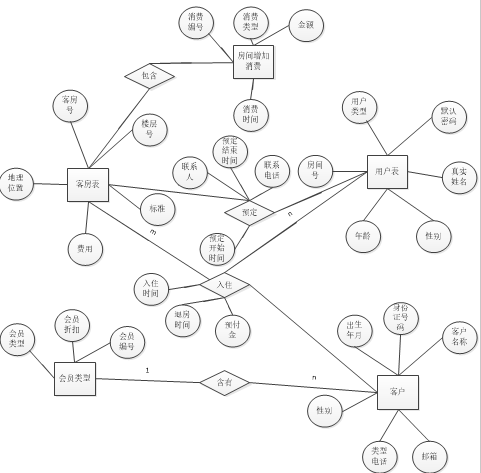 消费
编号
消费
类型
金额
房间增加
消费
包含
消费
时间
客房
号
楼层
号
用户
类型
默认
密码
预定
结束
时间
联系
人
联系
电话
房间
号
用户表
真实
姓名
地理
位置
客房表
标准
预定
n
年龄
性别
费用
m
预定
开始
时间
入住
时间
入住
退房
时间
预付
金
会员
类型
会员
折扣
会员
编号
出生
年月
身份
证号
码
客户
名称
会员类型
1
含有
n
客户
性别
类型
电话
邮箱